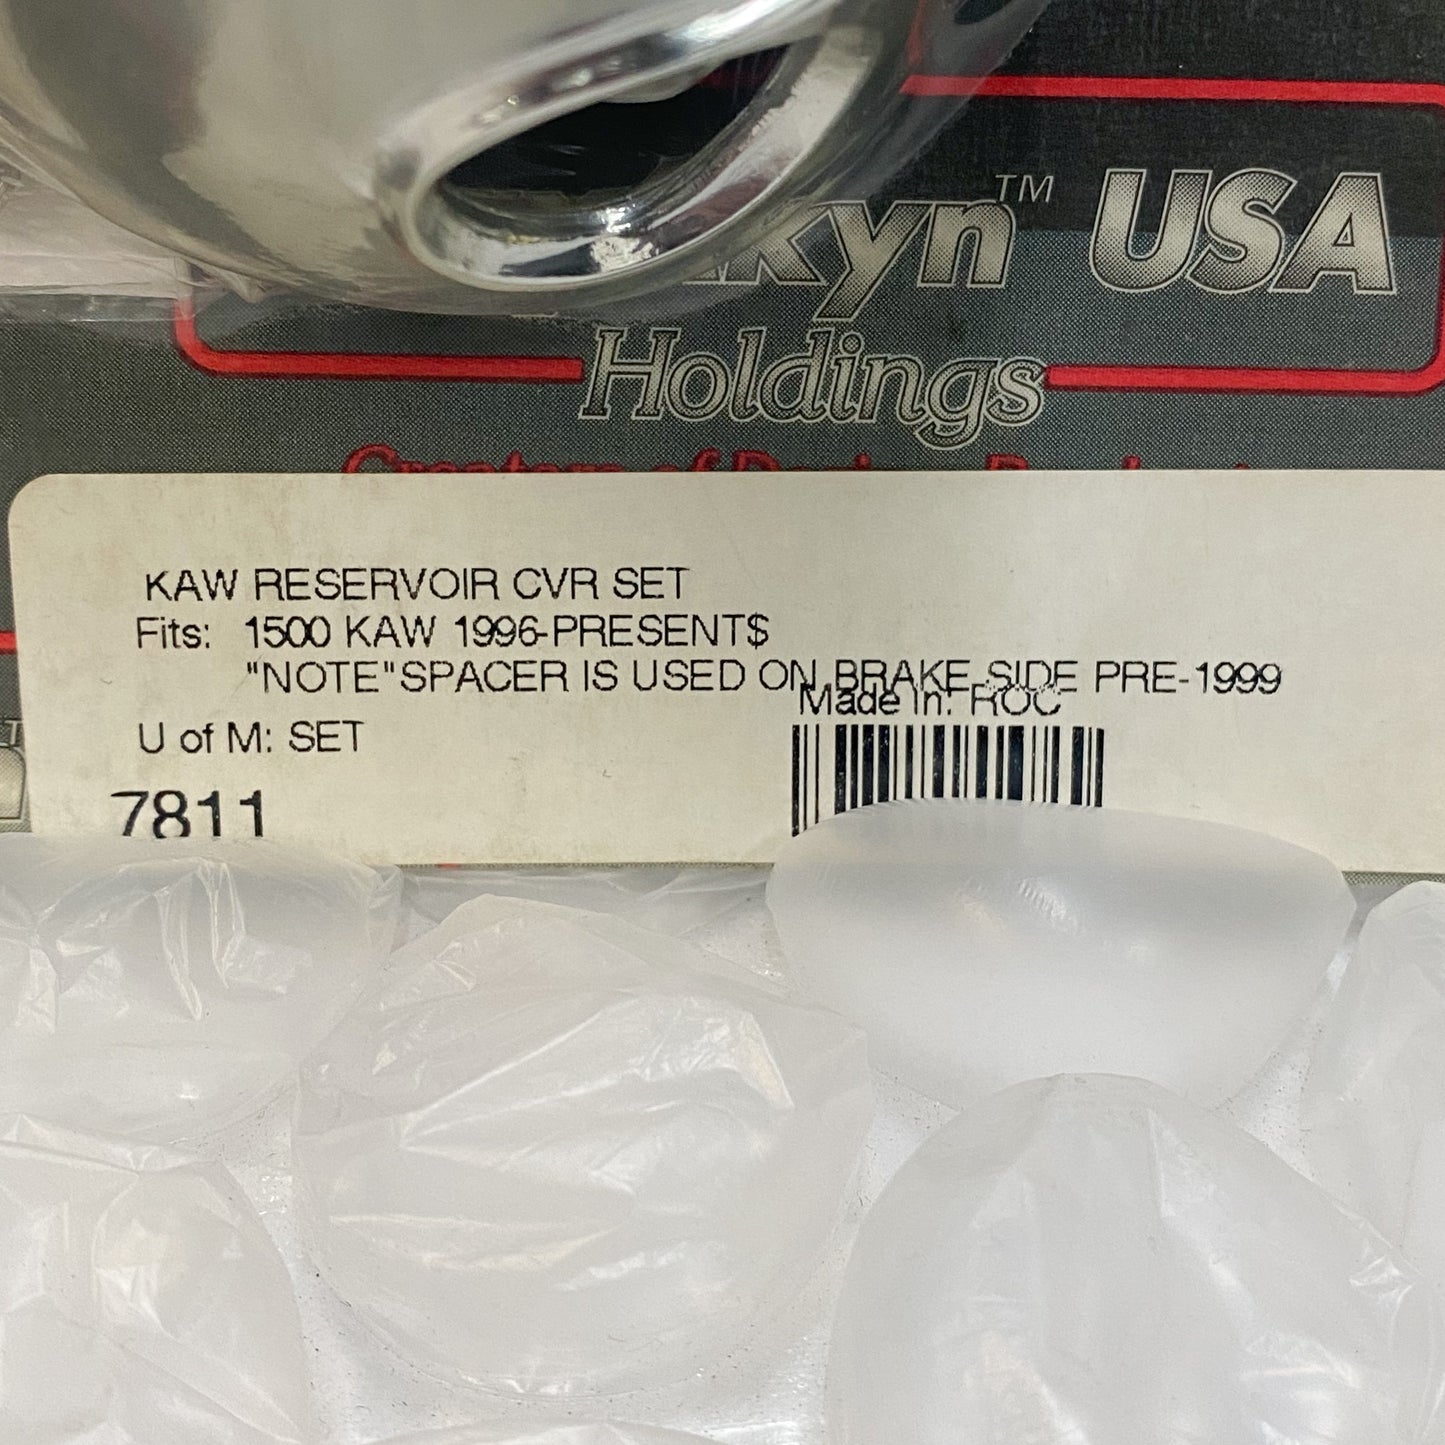 TM USA
Holdings
KAW RESERVOIR CVR SET
Fits: 1500 KAW 1996-PRESENT$
"NOTE"SPACER IS USED ON BRAKE SIDE PRE-1999
Made In: ROC
U of M: SET
7811